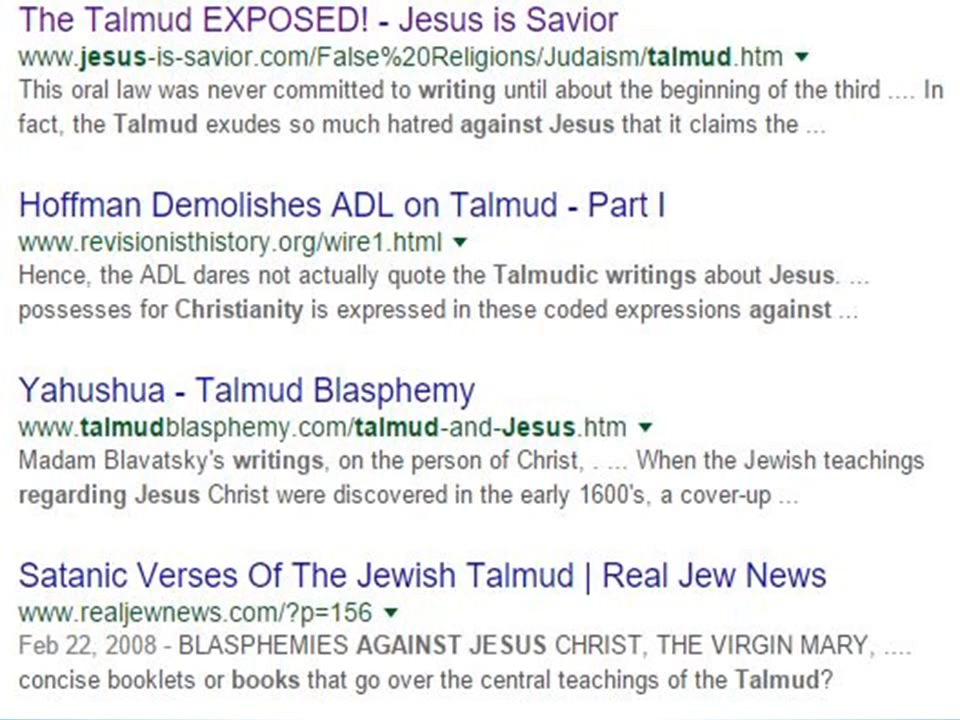 The Talmud EXPOSED! - Jesus is Savior
www.jesus-is-savior.com/False%20Religions/Judaism/talmud.htm
This oral law was never committed to writing until about the beginning of the third .... In
fact, the Talmud exudes so much hatred against Jesus that it claims the ...
Hoffman Demolishes ADL on Talmud - Part I
www.revisionisthistory.org/wire1.html
Hence, the ADL dares not actually quote the Talmudic writings about Jesus. ...
possesses for Christianity is expressed in these coded expressions against ...
Yahushua - Talmud Blasphemy
www.talmudblasphemy.com/talmud-and-Jesus.htm
Madam Blavatsky's writings, on the person of Christ, . ... When the Jewish teachings
regarding Jesus Christ were discovered in the early 1600's, a cover-up ...
Satanic Verses Of The Jewish Talmud | Real Jew News
www.realjewnews.com/?p=156
Feb 22, 2008 - BLASPHEMIES AGAINST JESUS CHRIST, THE VIRGIN MARY, ....
concise booklets or books that go over the central teachings of the Talmud?